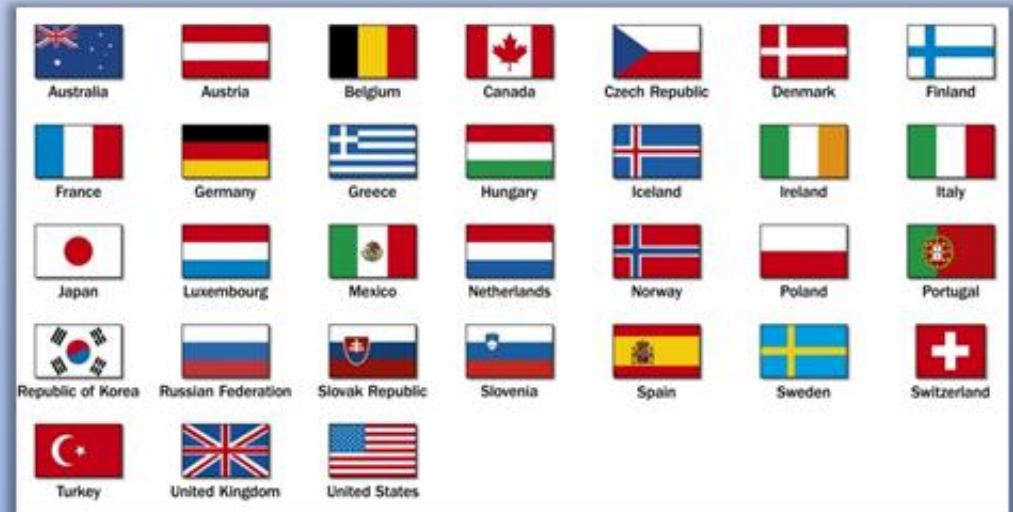 Australia Austria Belgium Canada Czech Republic Denmark Finland
France Germany Greece Hungary Iceland Ireland Italy
Japan Luxembourg Mexico Netherlands Norway Poland Portugal
Republic of Korea Russian Federation Slovak Republic Slovenia Spain Sweden Switzerland
Turkey United Kingdom United States